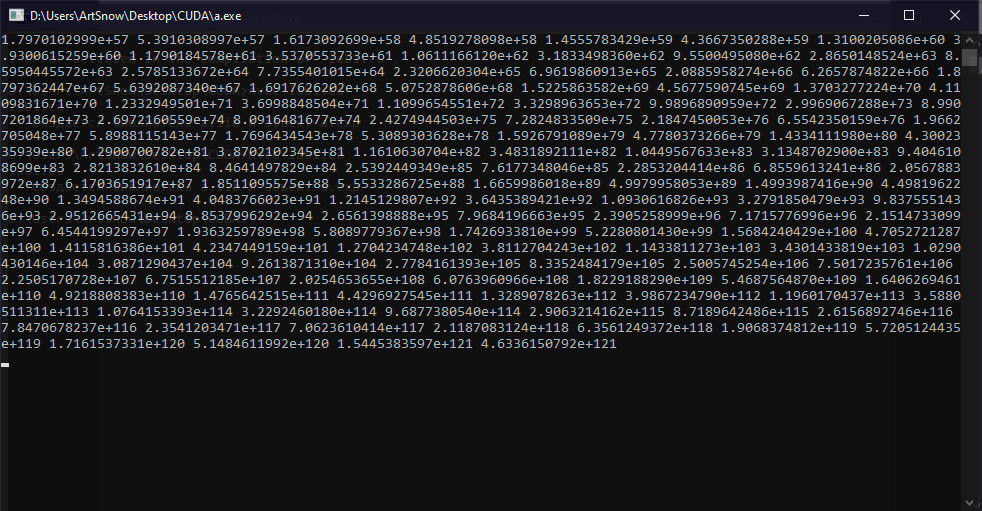 D:\Users\ArtSnow\Desktop\CUDA\a.exe
1.7970102999e+57 5.3910308997e+57 1.6173092699e+58 4.8519278098e+58 1.4555783429e+59 4.3667350288e+59 1.3100205086e+60 3
.9300615259e+60 1.1790184578e+61 3.5370553733e+61 1.0611166120e+62 3.1833498360e+62 9.5500495080e+62 2.8650148524e+63 8.
5950445572e+63 2.5785133672e+64 7.7355401015e+64 2.3206620304e+65 6.9619860913e+65 2.0885958274e+66 6.2657874822e+66 1.8
797362447e+67 5.6392087340e+67 1.6917626202e+68 5.0752878606e+68 1.5225863582e+69 4.5677590745e+69 1.3703277224e+70 4.11
09831671e+70 1.2332949501e+71 3.6998848504e+71 1.1099654551e+72 3.3298963653e+72 9.9896890959e+72 2.9969067288e+73 8.990
7201864e+73 2.6972160559e+74 8.0916481677e+74 2.4274944503e+75 7.2824833509e+75 2.1847450053e+76 6.5542350159e+76 1.9662
705048e+77 5.8988115143e+77 1.7696434543e+78 5.3089303628e+78 1.5926791089e+79 4.7780373266e+79 1.4334111980e+80 4.30023
35939e+80 1.2900700782e+81 3.8702102345e+81 1.1610630704e+82 3.4831892111e+82 1.0449567633e+83 3.1348702900e+83 9.404610
8699e+83 2.8213832610e+84 8.4641497829e+84 2.5392449349e+85 7.6177348046e+85 2.2853204414e+86 6.8559613241e+86 2.0567883
972e+87 6.1703651917e+87 1.8511095575e+88 5.5533286725e+88 1.6659986018e+89 4.9979958053e+89 1.4993987416e+90 4.49819622
48e+90 1.3494588674e+91 4.0483766023e+91 1.2145129807e+92 3.6435389421e+92 1.0930616826e+93 3.2791850479e+93 9.837555143
6e+93 2.9512665431e+94 8.8537996292e+94 2.6561398888e+95 7.9684196663e+95 2.3905258999e+96 7.1715776996e+96 2.1514733099
e+97 6.4544199297e+97 1.9363259789e+98 5.8089779367e+98 1.7426933810e+99 5.2280801430e+99 1.5684240429e+100 4.7052721287
e+100 1.4115816386e+101 4.2347449159e+101 1.2704234748e+102 3.8112704243e+102 1.1433811273e+103 3.4301433819e+103 1.0290
430146e+104 3.0871290437e+104 9.2613871310e+104 2.7784161393e+105 8.3352484179e+105 2.5005745254e+106 7.5017235761e+106
2.2505170728e+107 6.7515512185e+107 2.0254653655e+108 6.0763960966e+108 1.8229188290e+109 5.4687564870e+109 1.6406269461
e+110 4.9218808383e+110 1.4765642515e+111 4.4296927545e+111 1.3289078263e+112 3.9867234790e+112 1.1960170437e+113 3.5880
511311e+113 1.0764153393e+114 3.2292460180e+114 9.6877380540e+114 2.9063214162e+115 8.7189642486e+115 2.6156892746e+116
7.8470678237e+116 2.3541203471e+117 7.0623610414e+117 2.1187083124e+118 6.3561249372e+118 1.9068374812e+119 5.7205124435
e+119 1.7161537331e+120 5.1484611992e+120 1.5445383597e+121 4.6336150792e+121